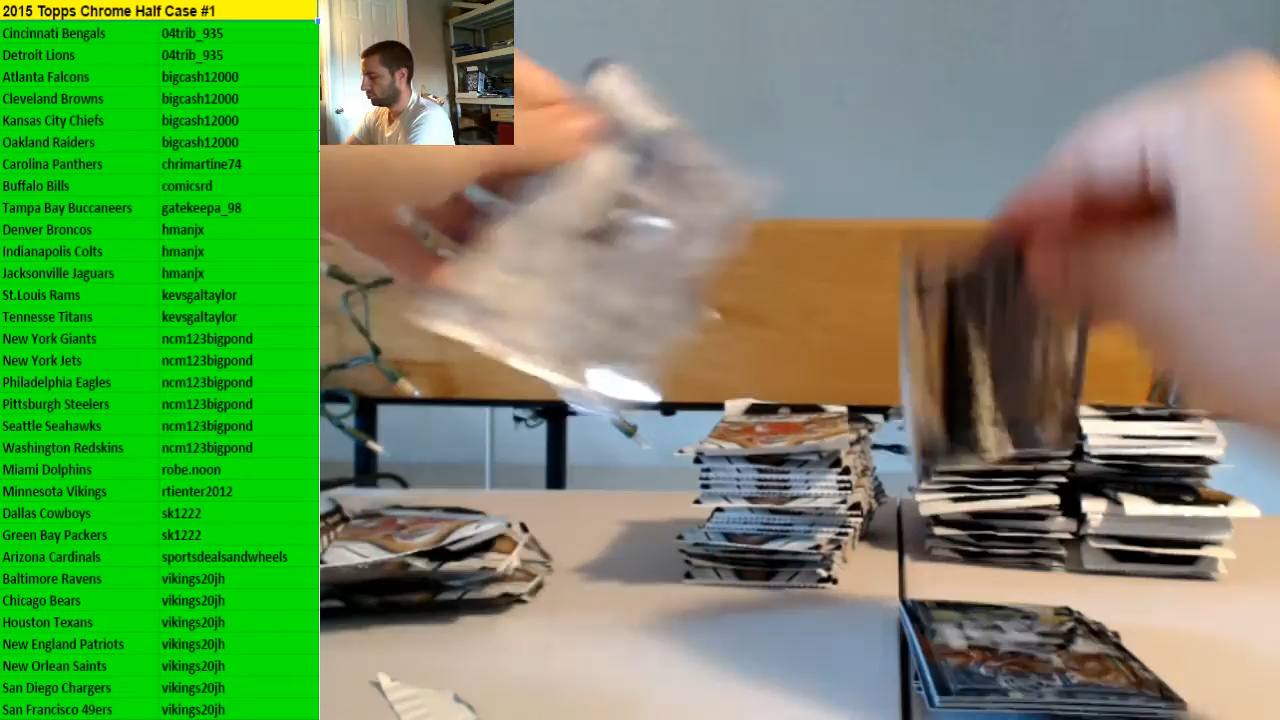 2015 Topps Chrome Half Case #1
Cincinnati Bengals 04trib_935
Detroit Lions 04trib_935
Atlanta Falcons bigcash12000
Cleveland Browns bigcash12000
Kansas City Chiefs bigcash12000
Oakland Raiders bigcash12000
Carolina Panthers chrimartine74
Buffalo Bills comicsrd
Tampa Bay Buccaneers gatekeepa_98
Denver Broncos hmanjx
Indianapolis Colts hmanjx
Jacksonville Jaguars hmanjx
St.Louis Rams kevsgaltaylor
Tennesse Titans kevsgaltaylor
New York Giants ncm123bigpond
New York Jets ncm123bigpond
Philadelphia Eagles ncm123bigpond
Pittsburgh Steelers ncm123bigpond
Seattle Seahawks ncm123bigpond
Washington Redskins ncm123bigpond
Miami Dolphins robe.noon
Minnesota Vikings rtienter2012
Dallas Cowboys sk1222
Green Bay Packers sk1222
Arizona Cardinals sportsdealsandwheels
Baltimore Ravens vikings20jh
Chicago Bears vikings20jh
Houston Texans vikings20jh
New England Patriots vikings20jh
New Orlean Saints vikings20jh
San Diego Chargers vikings20jh
San Francisco 49ers vikings20jh